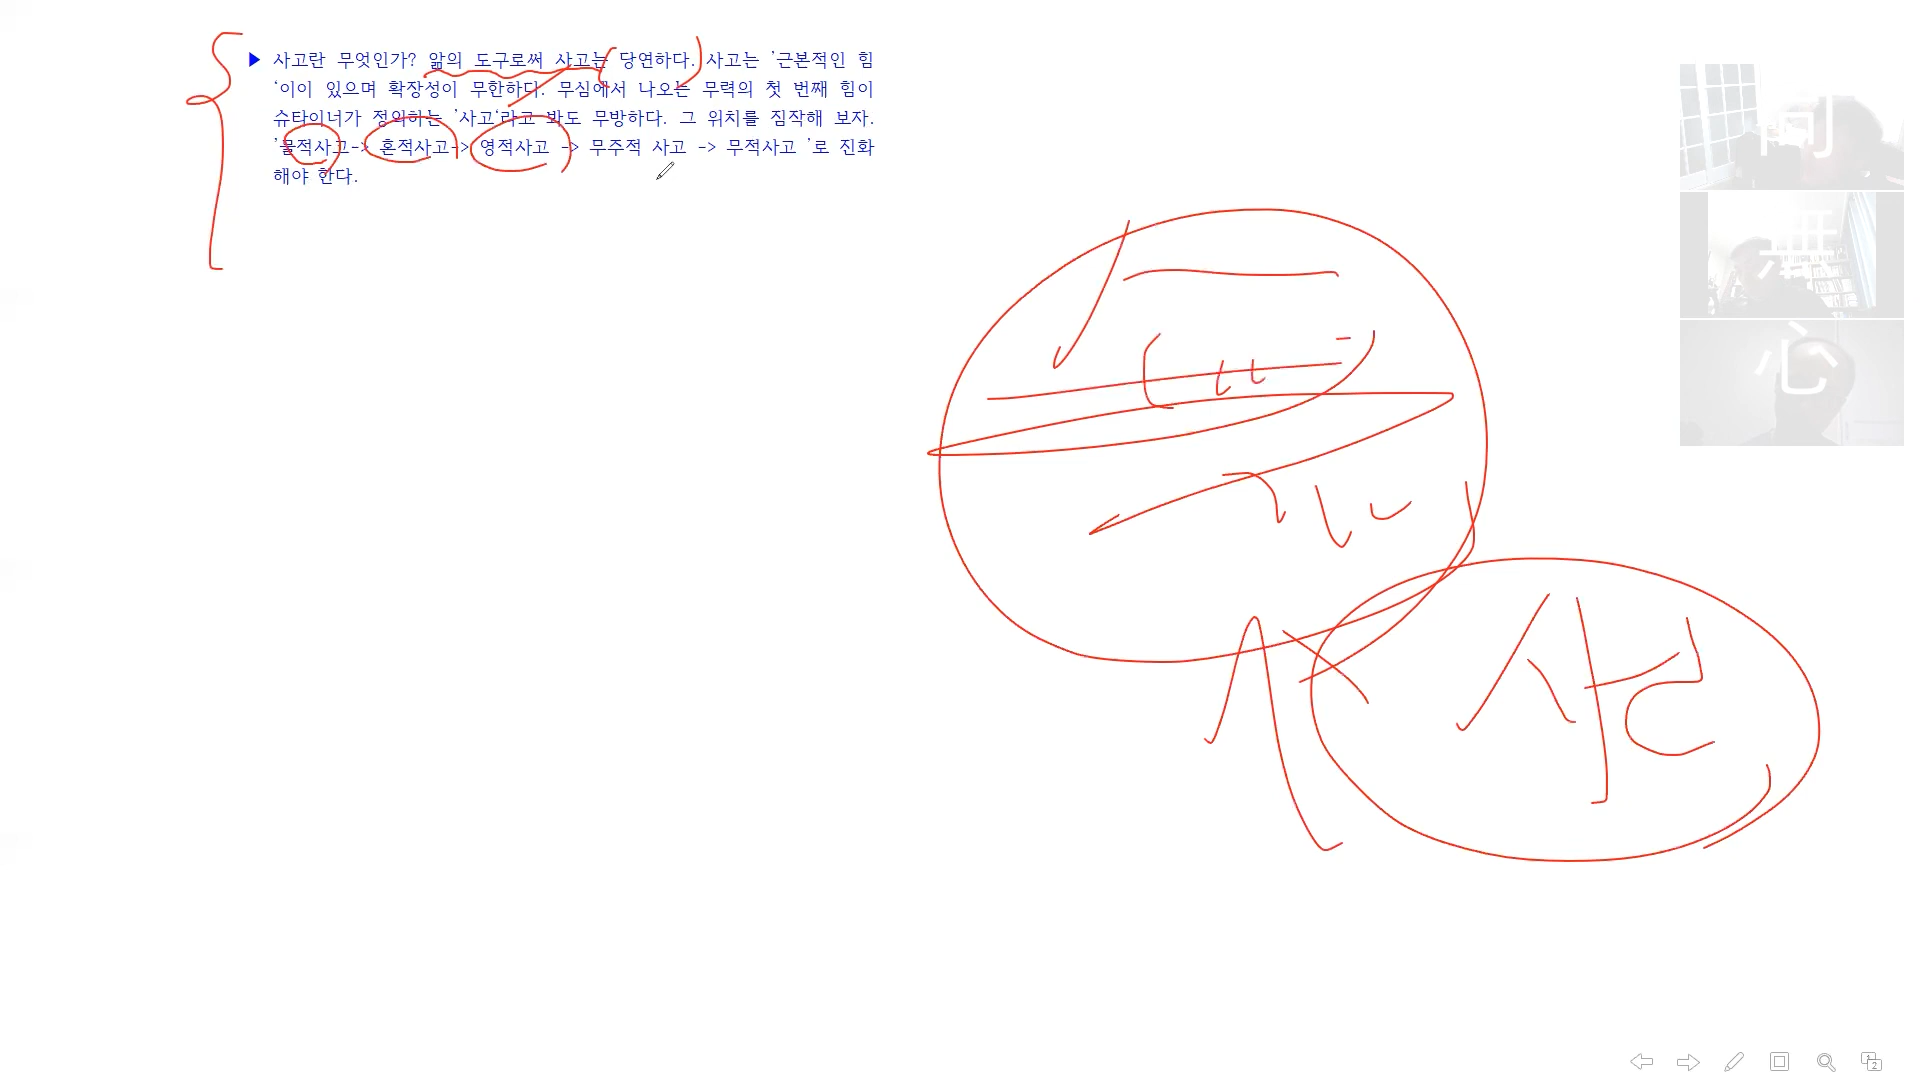 ▶ 사고란 무엇인가? 앎의 도구로써 사고는 당연하다. 사고는 '근본적인 힘
'이이 있으며 확장성이 무한하다. 무심에서 나오는 무력의 첫 번째 힘이
슈타이너가 정의하는 '사고'라고 봐도 무방하다. 그 위치를 짐작해 보자.
'물적사고-> 혼적사고-> 영적사고 -> 무주적 사고 -> 무적사고 '로 진화
해야 한다.
向
無
心